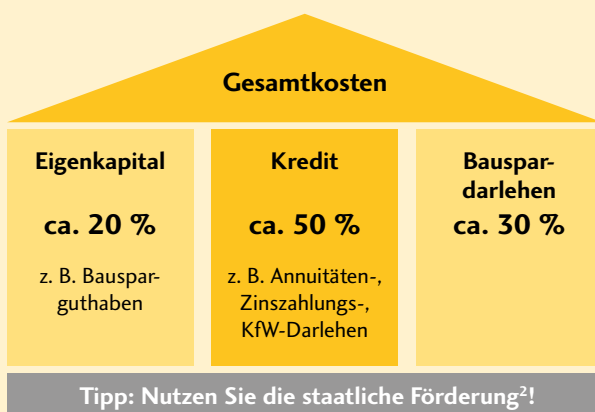 Gesamtkosten
Eigenkapital
ca. 20 %
z. B. Bauspar-
guthaben
Kredit
ca. 50 %
z. B. Annuitäten-,
Zinszahlungs-,
KfW-Darlehen
Bauspar-
darlehen
ca. 30 %
Tipp: Nutzen Sie die staatliche Förderung²!